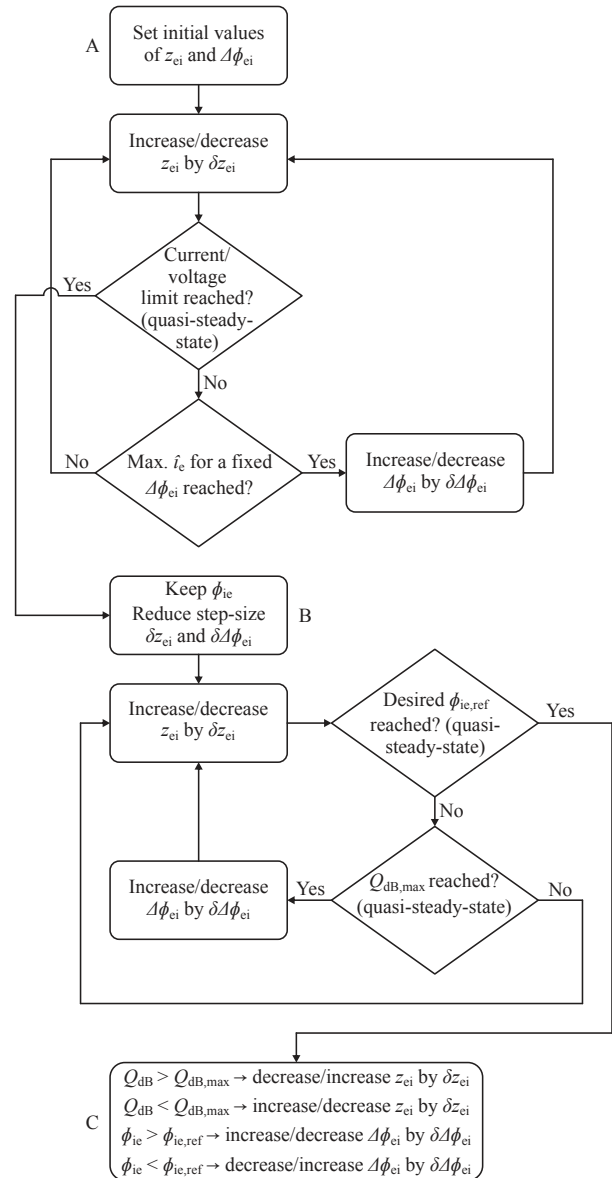 A
Set initial values
of z_ei and Δϕ_ei
Increase/decrease
z_ei by δz_ei
Current/
voltage
limit reached?
(quasi-steady-
state)
Yes
No
Max. î_e for a fixed
Δϕ_ei reached?
No
Yes
Increase/decrease
Δϕ_ei by δΔϕ_ei
Keep ϕ_ie
Reduce step-size
δz_ei and δΔϕ_ei
B
Increase/decrease
z_ei by δz_ei
Desired ϕ_ie,ref
reached? (quasi-
steady-state)
Yes
No
Q_dB,max reached?
(quasi-steady-state)
Yes
No
Increase/decrease
Δϕ_ei by δΔϕ_ei
C
Q_dB > Q_dB,max → decrease/increase z_ei by δz_ei
Q_dB < Q_dB,max → increase/decrease z_ei by δz_ei
ϕ_ie > ϕ_ie,ref → increase/decrease Δϕ_ei by δΔϕ_ei
ϕ_ie < ϕ_ie,ref → decrease/increase Δϕ_ei by δΔϕ_ei